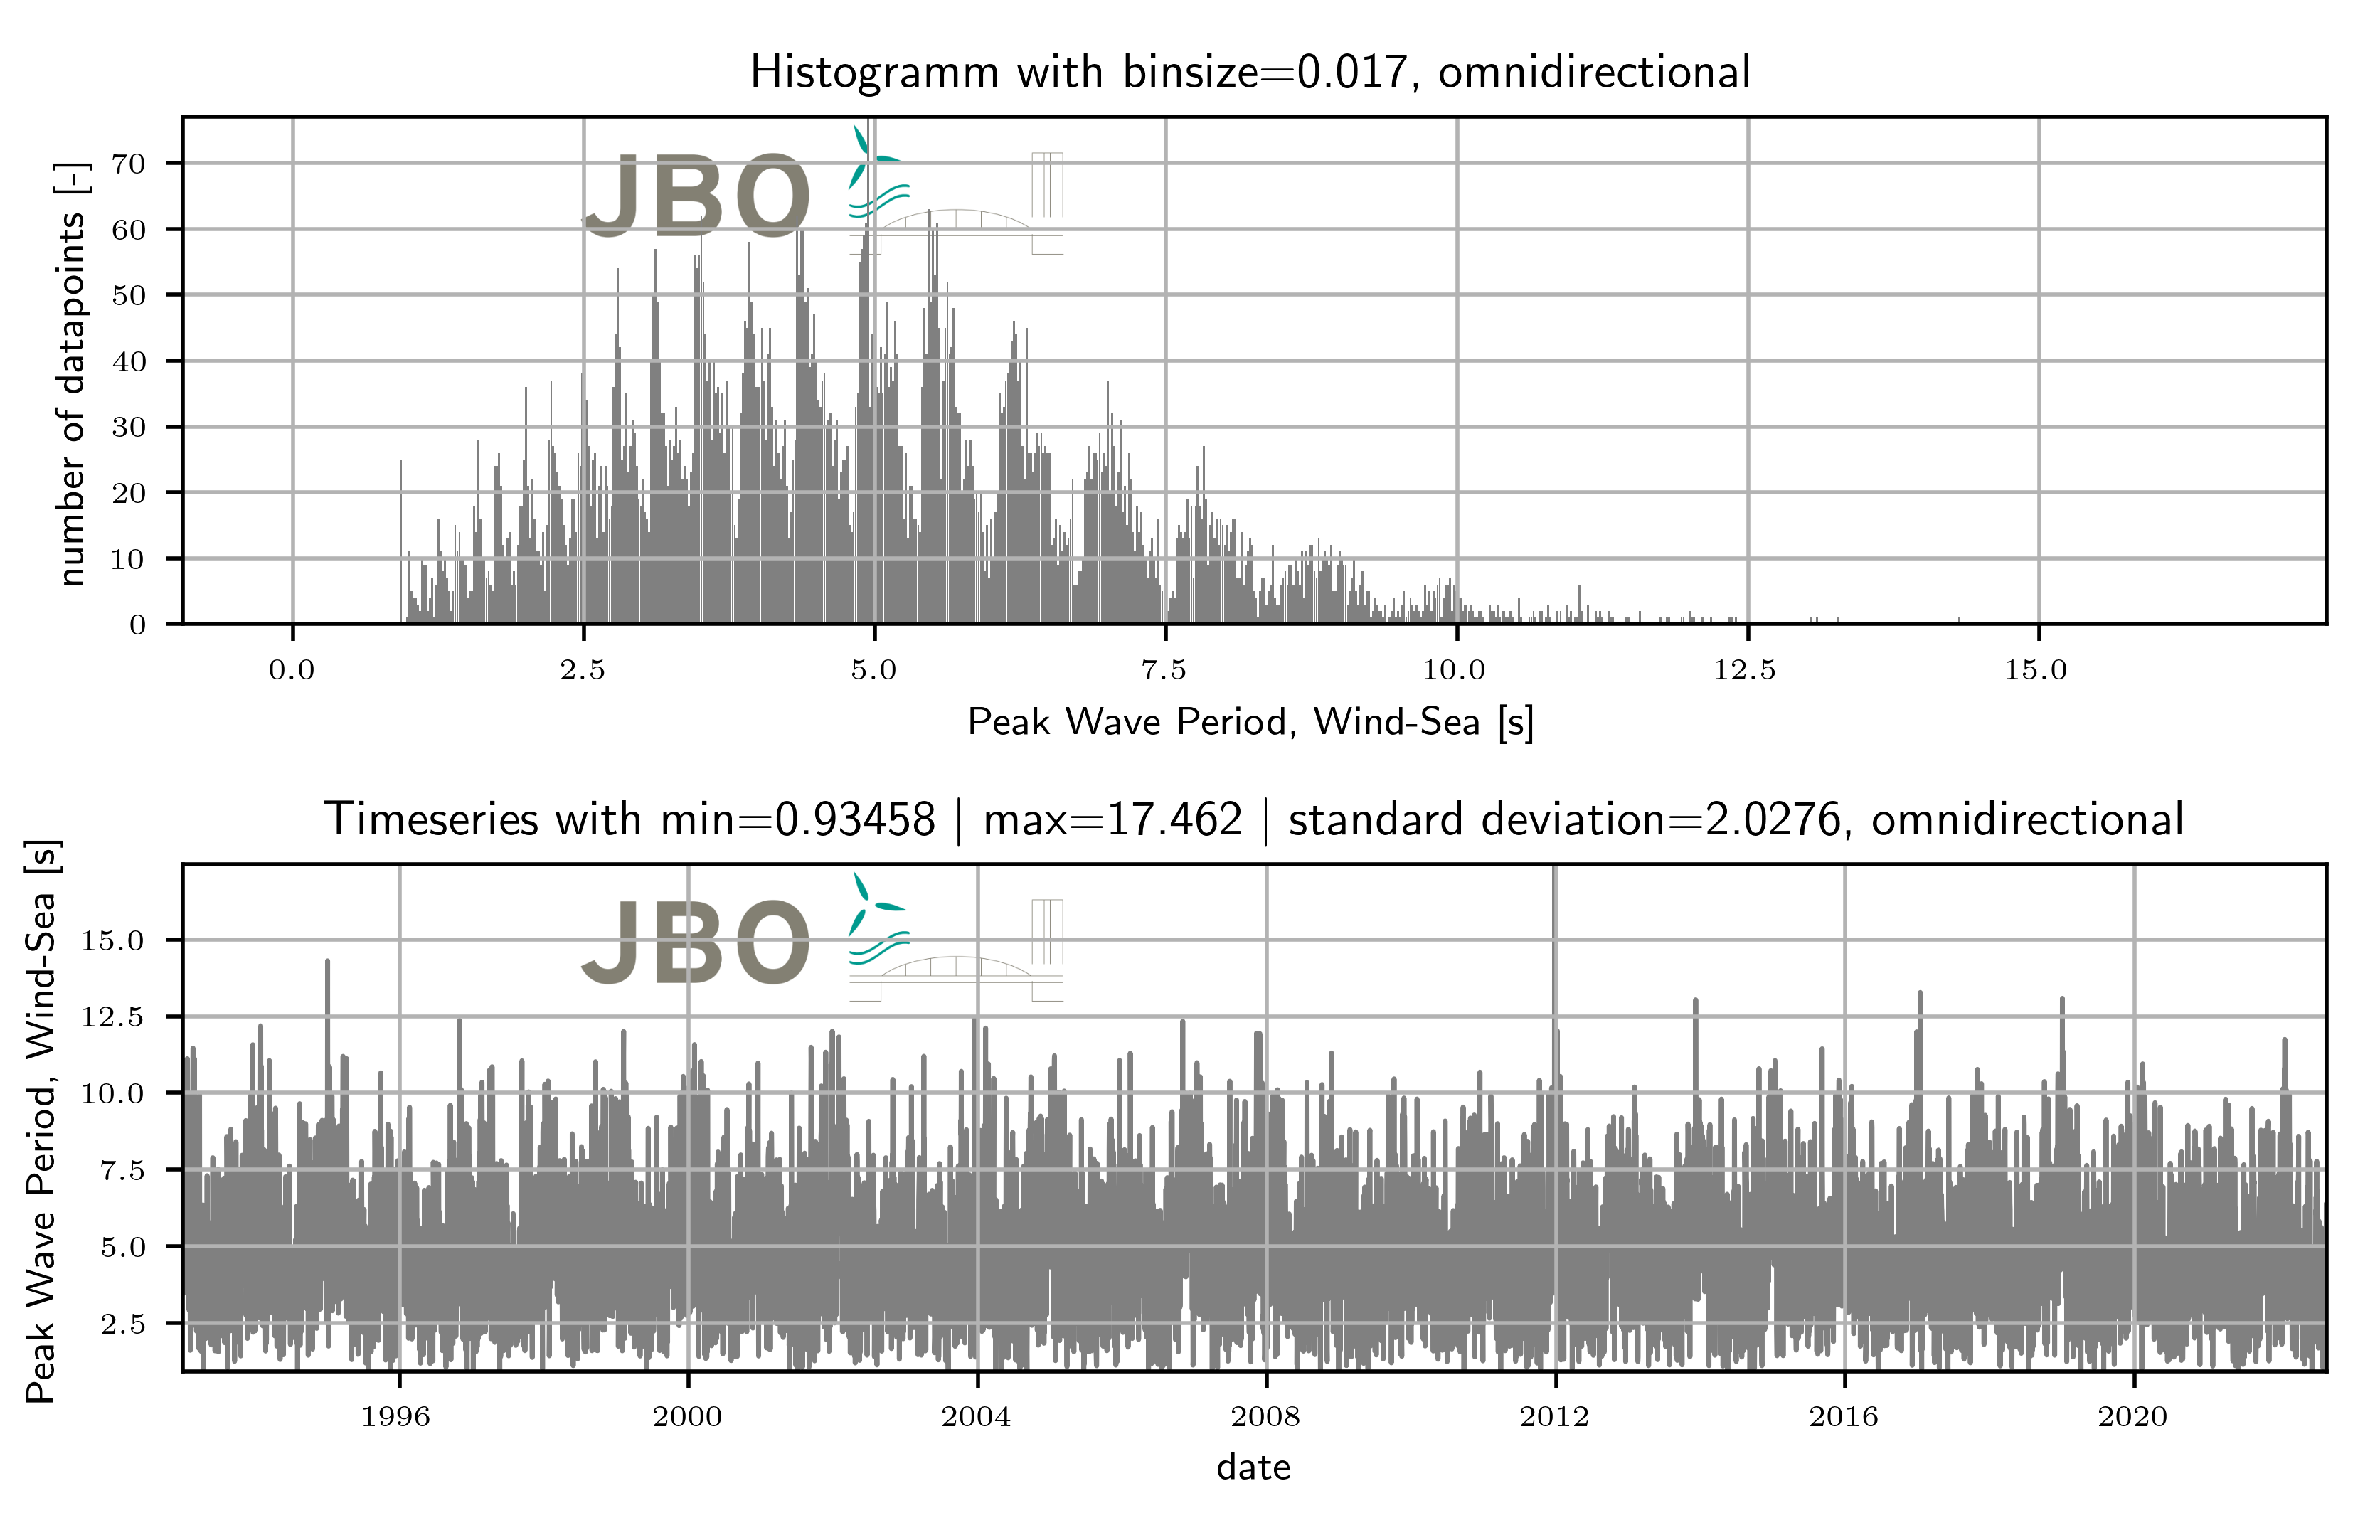 Histogramm with binsize=0.017, omnidirectional
JBO
number of datapoints [-]
70
60
50
40
30
20
10
0
0.0 2.5 5.0 7.5 10.0 12.5 15.0
Peak Wave Period, Wind-Sea [s]
Timeseries with min=0.93458 | max=17.462 | standard deviation=2.0276, omnidirectional
JBO
Peak Wave Period, Wind-Sea [s]
15.0
12.5
10.0
7.5
5.0
2.5
1996 2000 2004 2008 2012 2016 2020
date